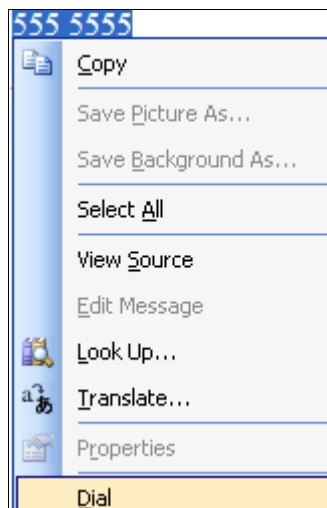 555 5555
Copy
Save Picture As...
Save Background As...
Select All
View Source
Edit Message
Look Up...
Translate...
Properties
Dial